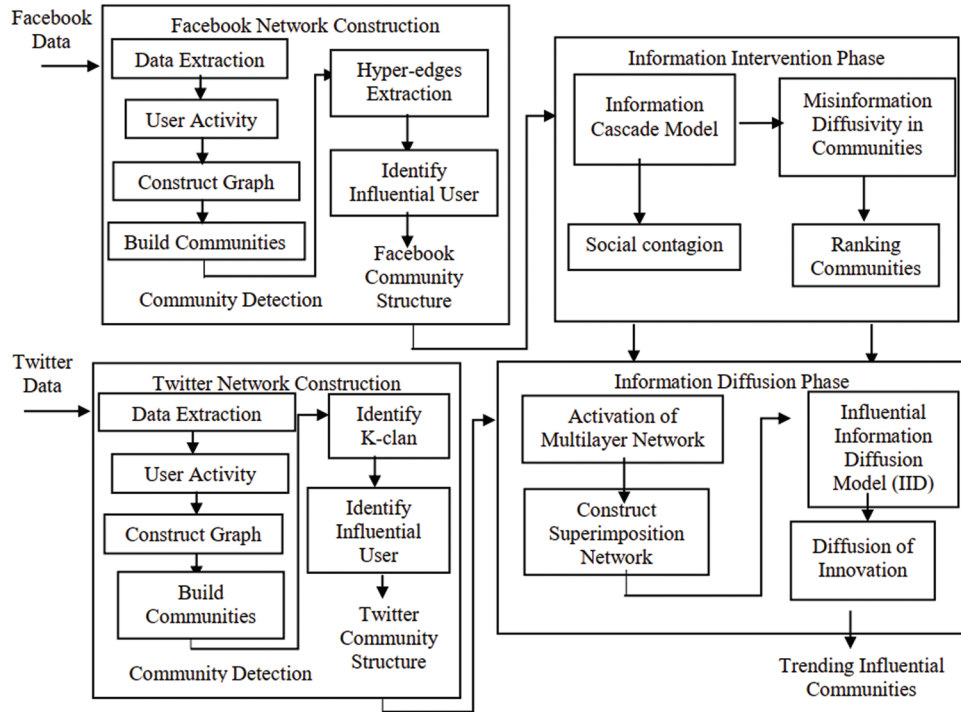 Facebook
Data
Facebook Network Construction
Data Extraction
User Activity
Construct Graph
Build Communities
Community Detection
Hyper-edges
Extraction
Identify
Influential User
Facebook
Community
Structure
Information Intervention Phase
Information
Cascade Model
Misinformation
Diffusivity in
Communities
Social contagion
Ranking
Communities
Twitter
Data
Twitter Network Construction
Data Extraction
User Activity
Construct Graph
Build
Communities
Community Detection
Identify
K-clan
Identify
Influential
User
Twitter
Community
Structure
Information Diffusion Phase
Activation of
Multilayer Network
Construct
Superimposition
Network
Influential
Information
Diffusion
Model (IID)
Diffusion of
Innovation
Trending Influential
Communities